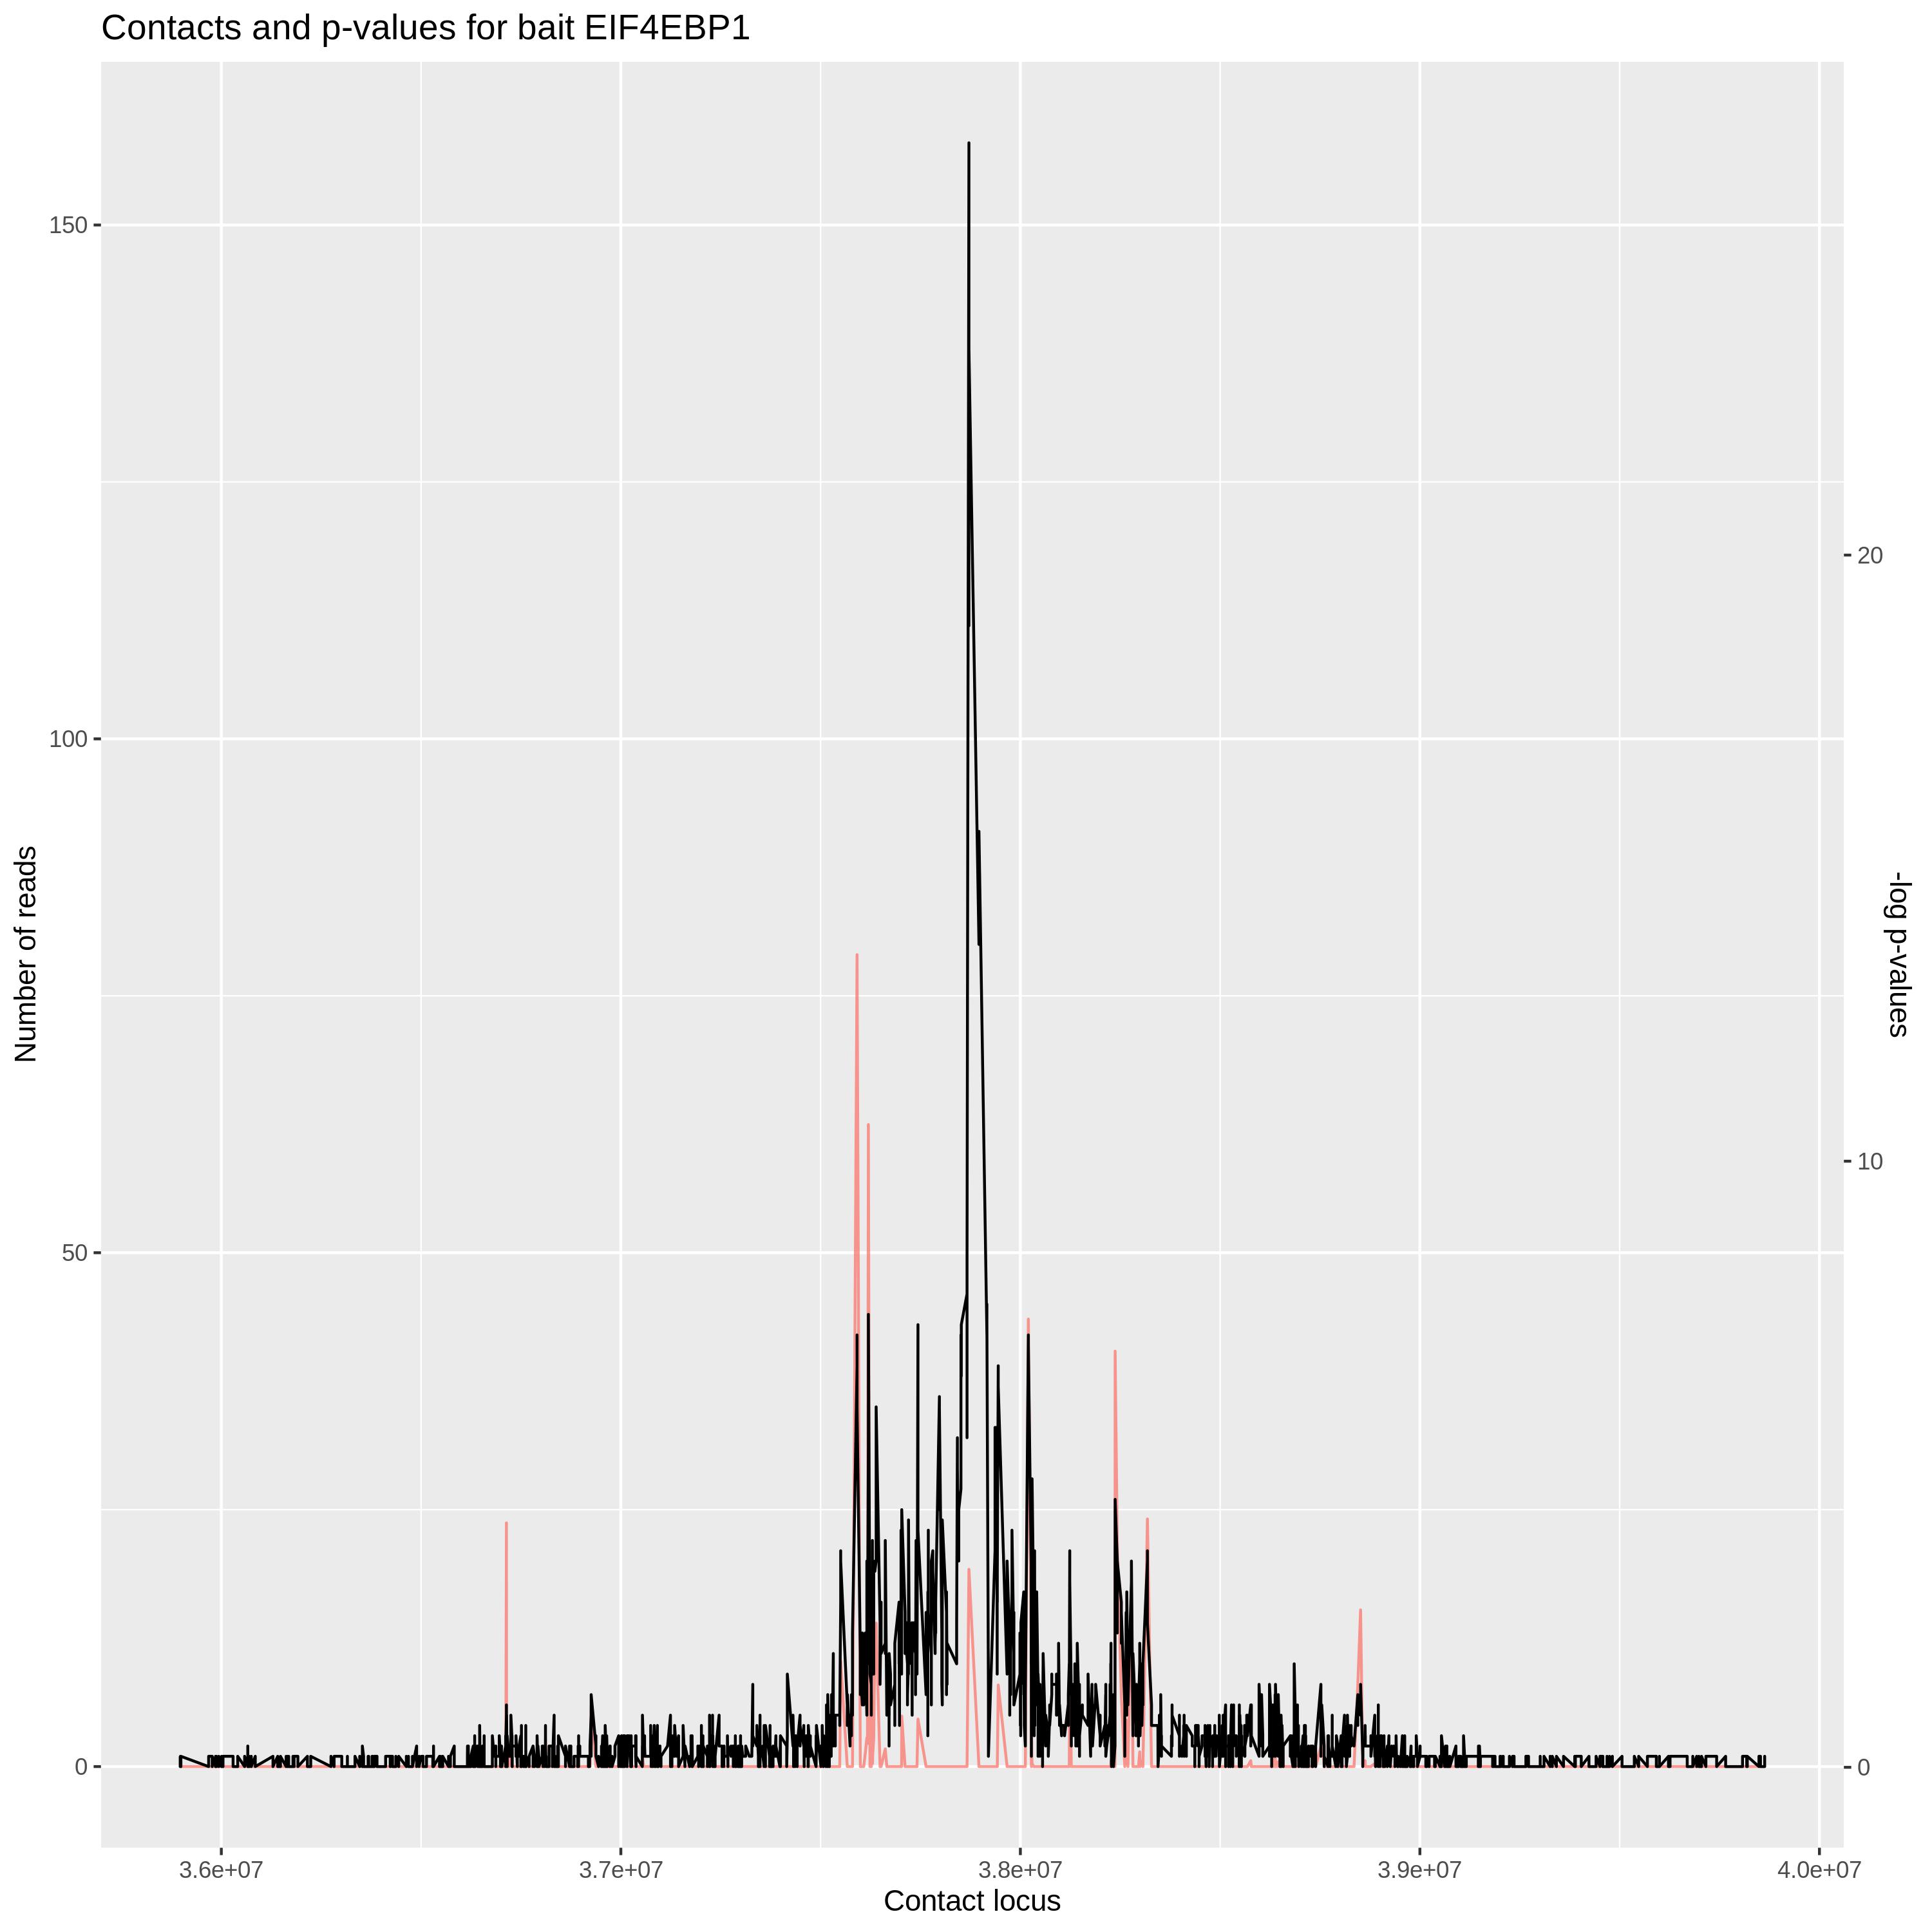 Contacts and p-values for bait EIF4EBP1
150
100
50
0
Number of reads
20
10
0
-log p-values
3.6e+07
3.7e+07
3.8e+07
3.9e+07
4.0e+07
Contact locus